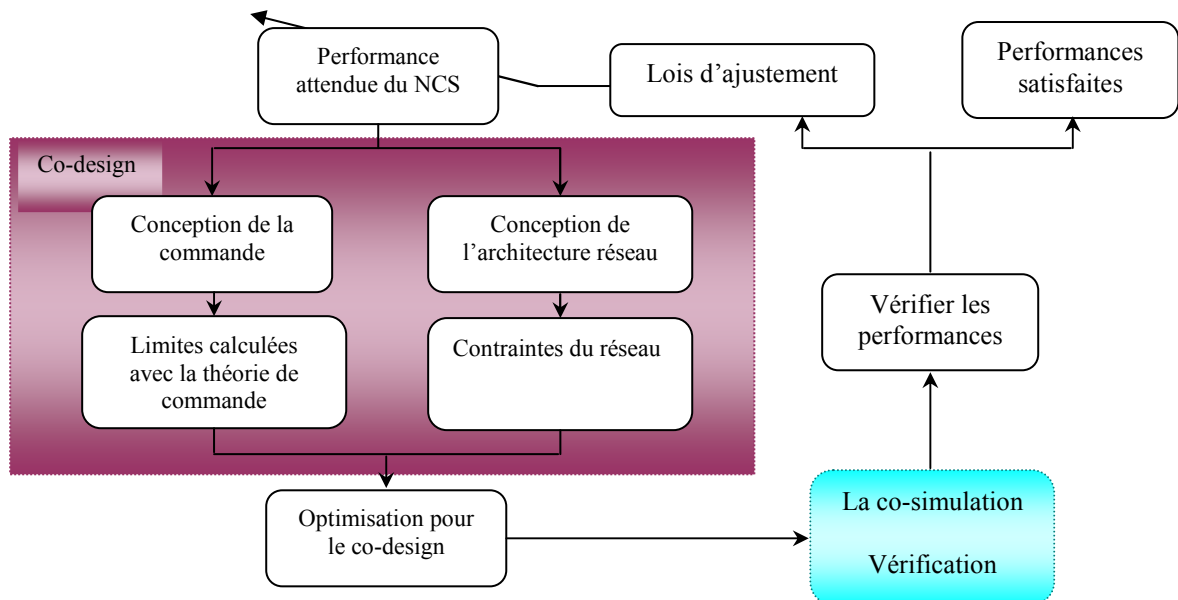 Performance
attendue du NCS
Lois d'ajustement
Performances
satisfaites
Co-design
Conception de la
commande
Conception de
l'architecture réseau
Limites calculées
avec la théorie de
commande
Contraintes du réseau
Vérifier les
performances
Optimisation pour
le co-design
La co-simulation
Vérification